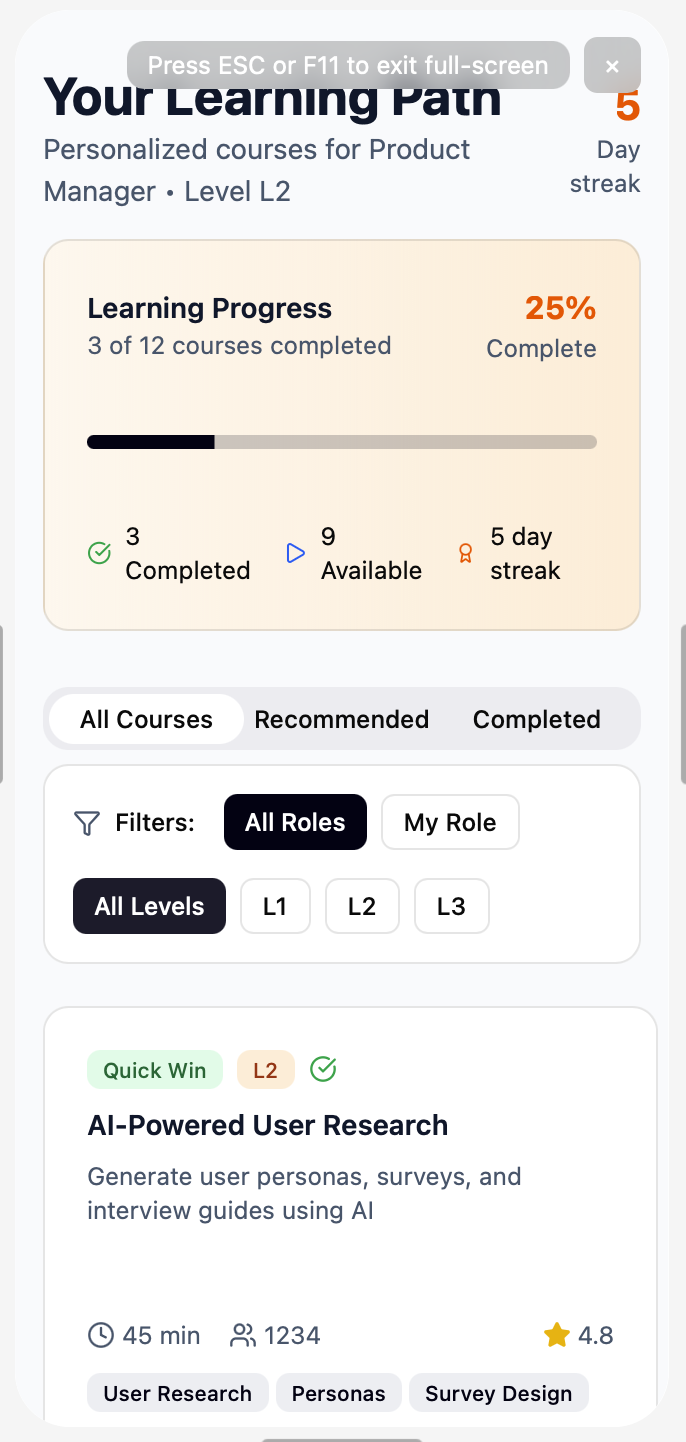 Press ESC or F11 to exit full-screen
×
Your Learning Path
5
Personalized courses for Product
Manager • Level L2
Day
streak
Learning Progress
25%
3 of 12 courses completed
Complete
3
Completed
9
Available
5 day
streak
All Courses
Recommended
Completed
Filters:
All Roles
My Role
All Levels
L1
L2
L3
Quick Win
L2
AI-Powered User Research
Generate user personas, surveys, and
interview guides using AI
45 min
1234
4.8
User Research
Personas
Survey Design